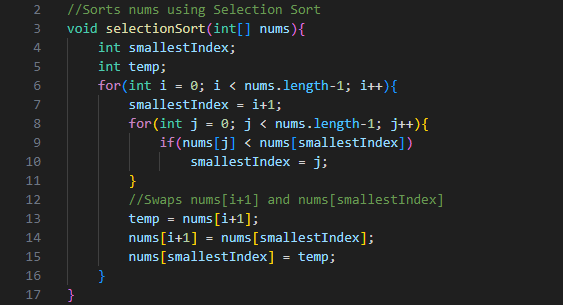 2 //Sorts nums using Selection Sort
3 void selectionSort(int[] nums){
4     int smallestIndex;
5     int temp;
6     for(int i = 0; i < nums.length-1; i++){
7         smallestIndex = i+1;
8         for(int j = 0; j < nums.length-1; j++){
9             if(nums[j] < nums[smallestIndex])
10                 smallestIndex = j;
11         }
12         //Swaps nums[i+1] and nums[smallestIndex]
13         temp = nums[i+1];
14         nums[i+1] = nums[smallestIndex];
15         nums[smallestIndex] = temp;
16     }
17 }